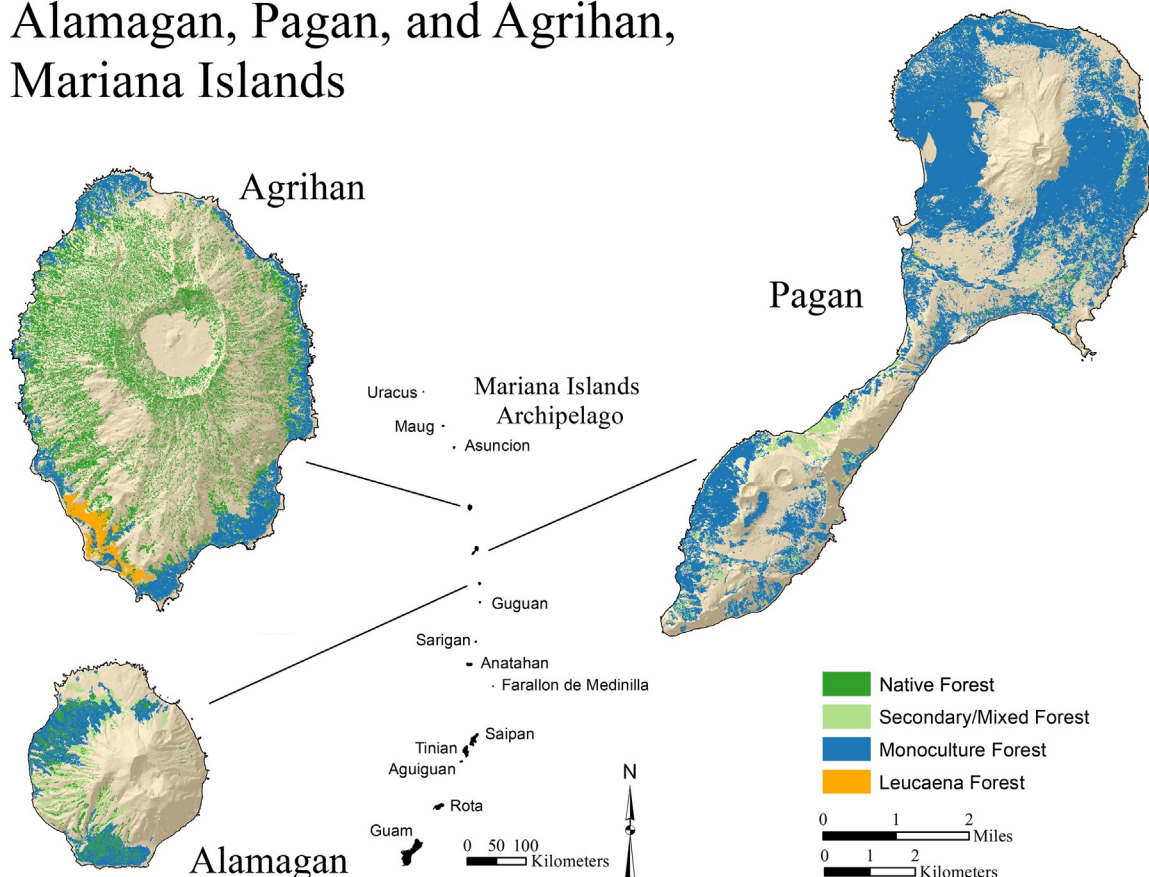 Alamagan, Pagan, and Agrihan,
Mariana Islands
Agrihan
Pagan
Mariana Islands
Archipelago
Uracus
Maug
Asuncion
Guguan
Sarigan
Anatahan
Farallon de Medinilla
Saipan
Tinian
Aguiguan
Rota
Guam
0 50 100
Kilometers
N
Alamagan
Native Forest
Secondary/Mixed Forest
Monoculture Forest
Leucaena Forest
0 1 2
Miles
0 1 2
Kilometers